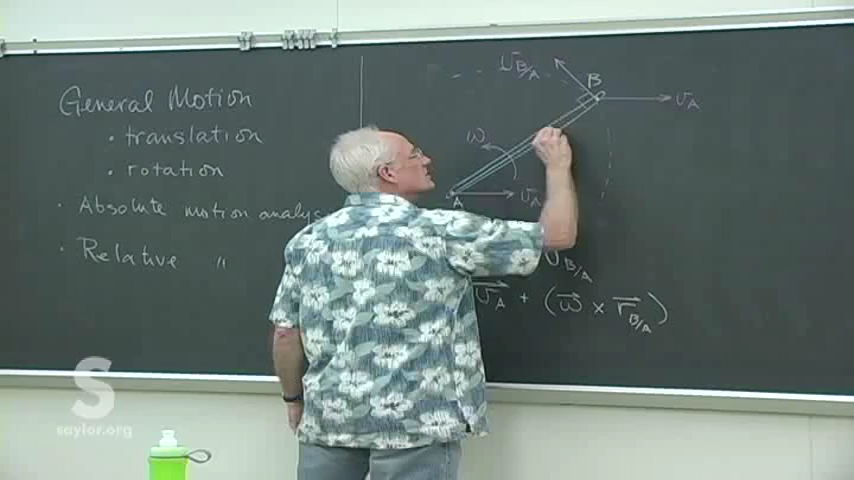 General Motion
· translation
· rotation
· Absolute motion analys
· Relative "
v_B/A
B
v_A
ω
A
v_A
v_B/A
v_A + (ω × r_B/A)
S
saylor.org